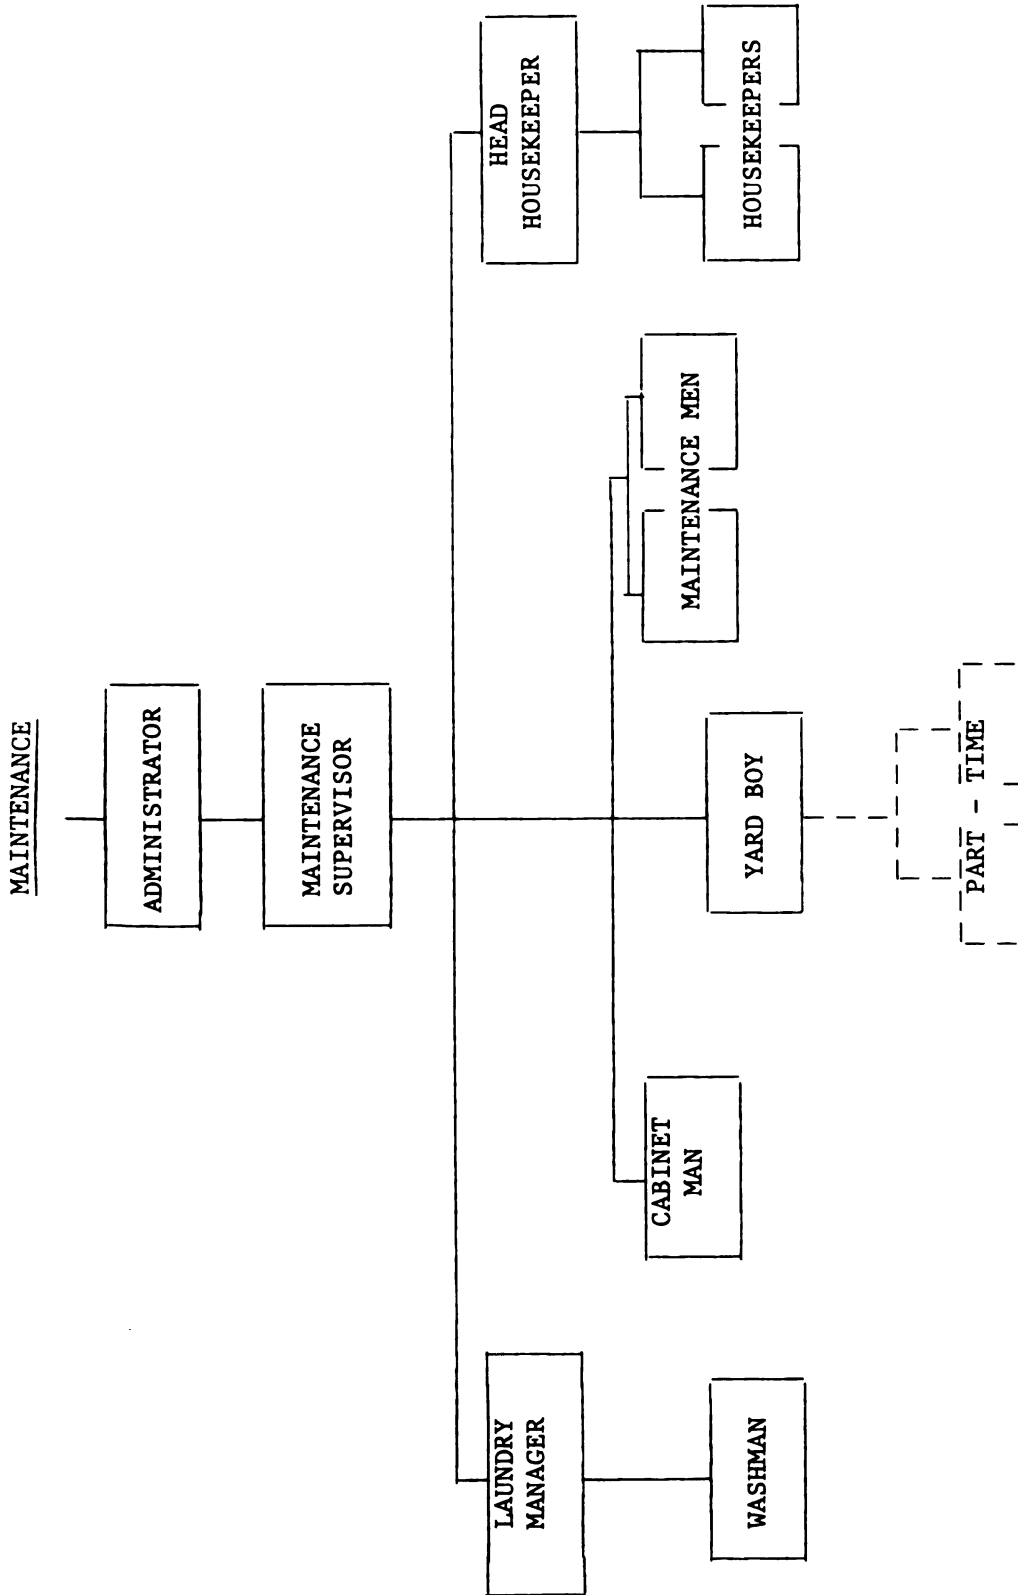 MAINTENANCE
ADMINISTRATOR
MAINTENANCE
SUPERVISOR
LAUNDRY
MANAGER
HEAD
HOUSEKEEPER
CABINET
MAN
MAINTENANCE MEN
WASHMAN
YARD BOY
HOUSEKEEPERS
PART - TIME